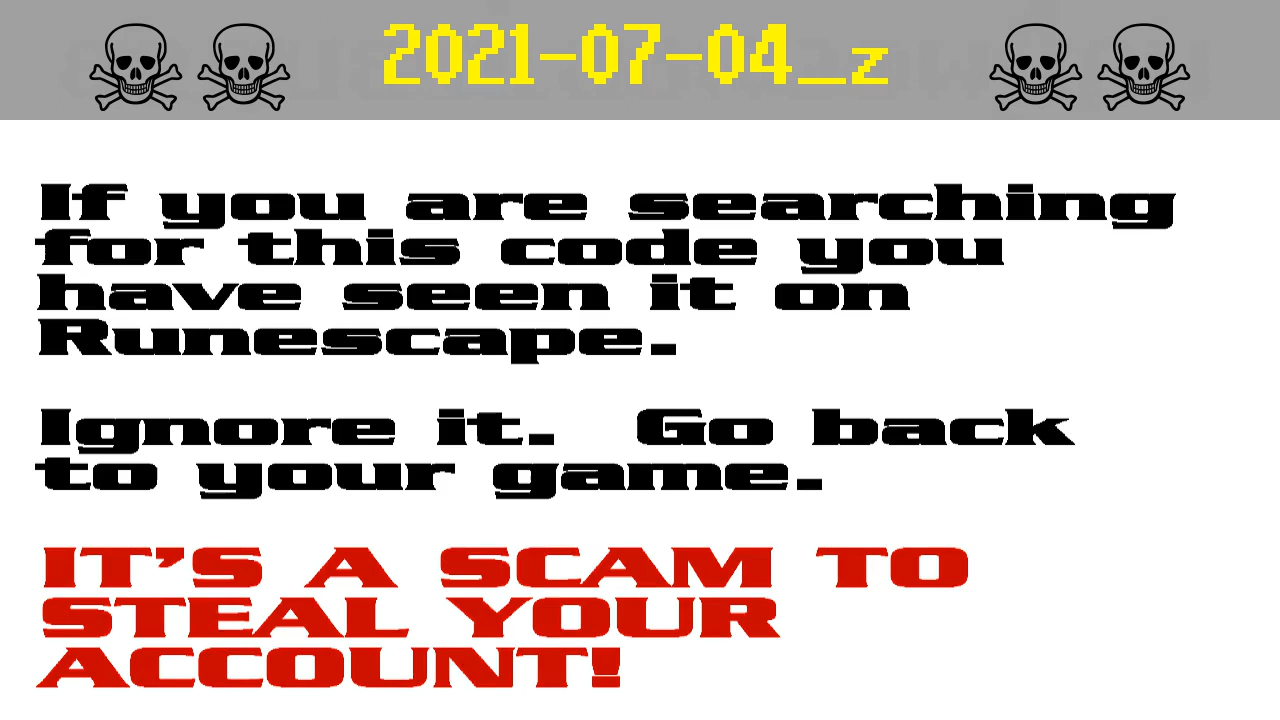 2021-07-04_z
If you are searching
for this code you
have seen it on
Runescape.
Ignore it.  Go back
to your game.
IT'S A SCAM TO
STEAL YOUR
ACCOUNT!